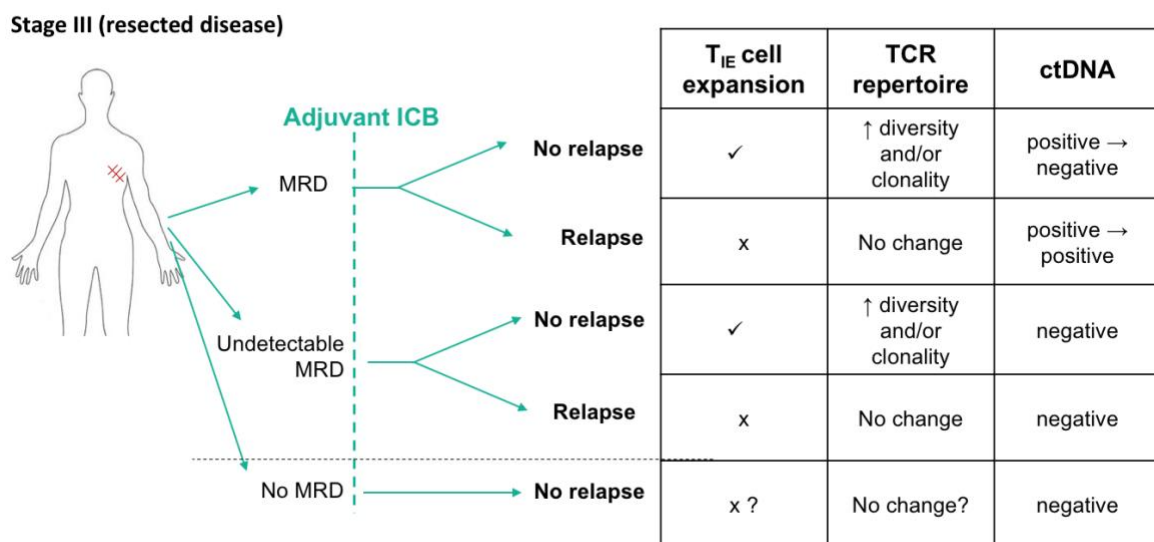 Stage III (resected disease)
T_IE cell expansion
TCR repertoire
ctDNA
Adjuvant ICB
MRD
No relapse
✓
↑ diversity and/or clonality
positive → negative
Relapse
x
No change
positive → positive
Undetectable MRD
No relapse
✓
↑ diversity and/or clonality
negative
Relapse
x
No change
negative
No MRD
No relapse
x ?
No change?
negative